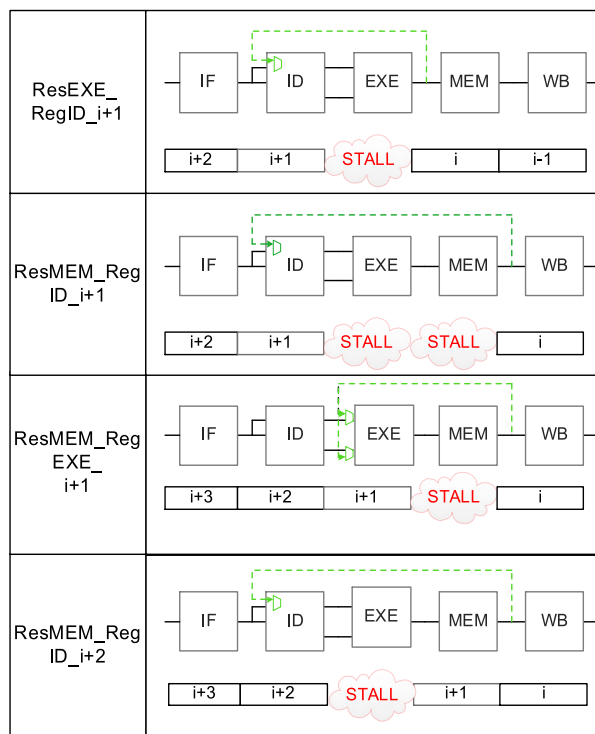 ResEXE_
RegID_i+1
IF ID EXE MEM WB
i+2 i+1 STALL i i-1
ResMEM_Reg
ID_i+1
IF ID EXE MEM WB
i+2 i+1 STALL STALL i
ResMEM_Reg
EXE_
i+1
IF ID EXE MEM WB
i+3 i+2 i+1 STALL i
ResMEM_Reg
ID_i+2
IF ID EXE MEM WB
i+3 i+2 STALL i+1 i